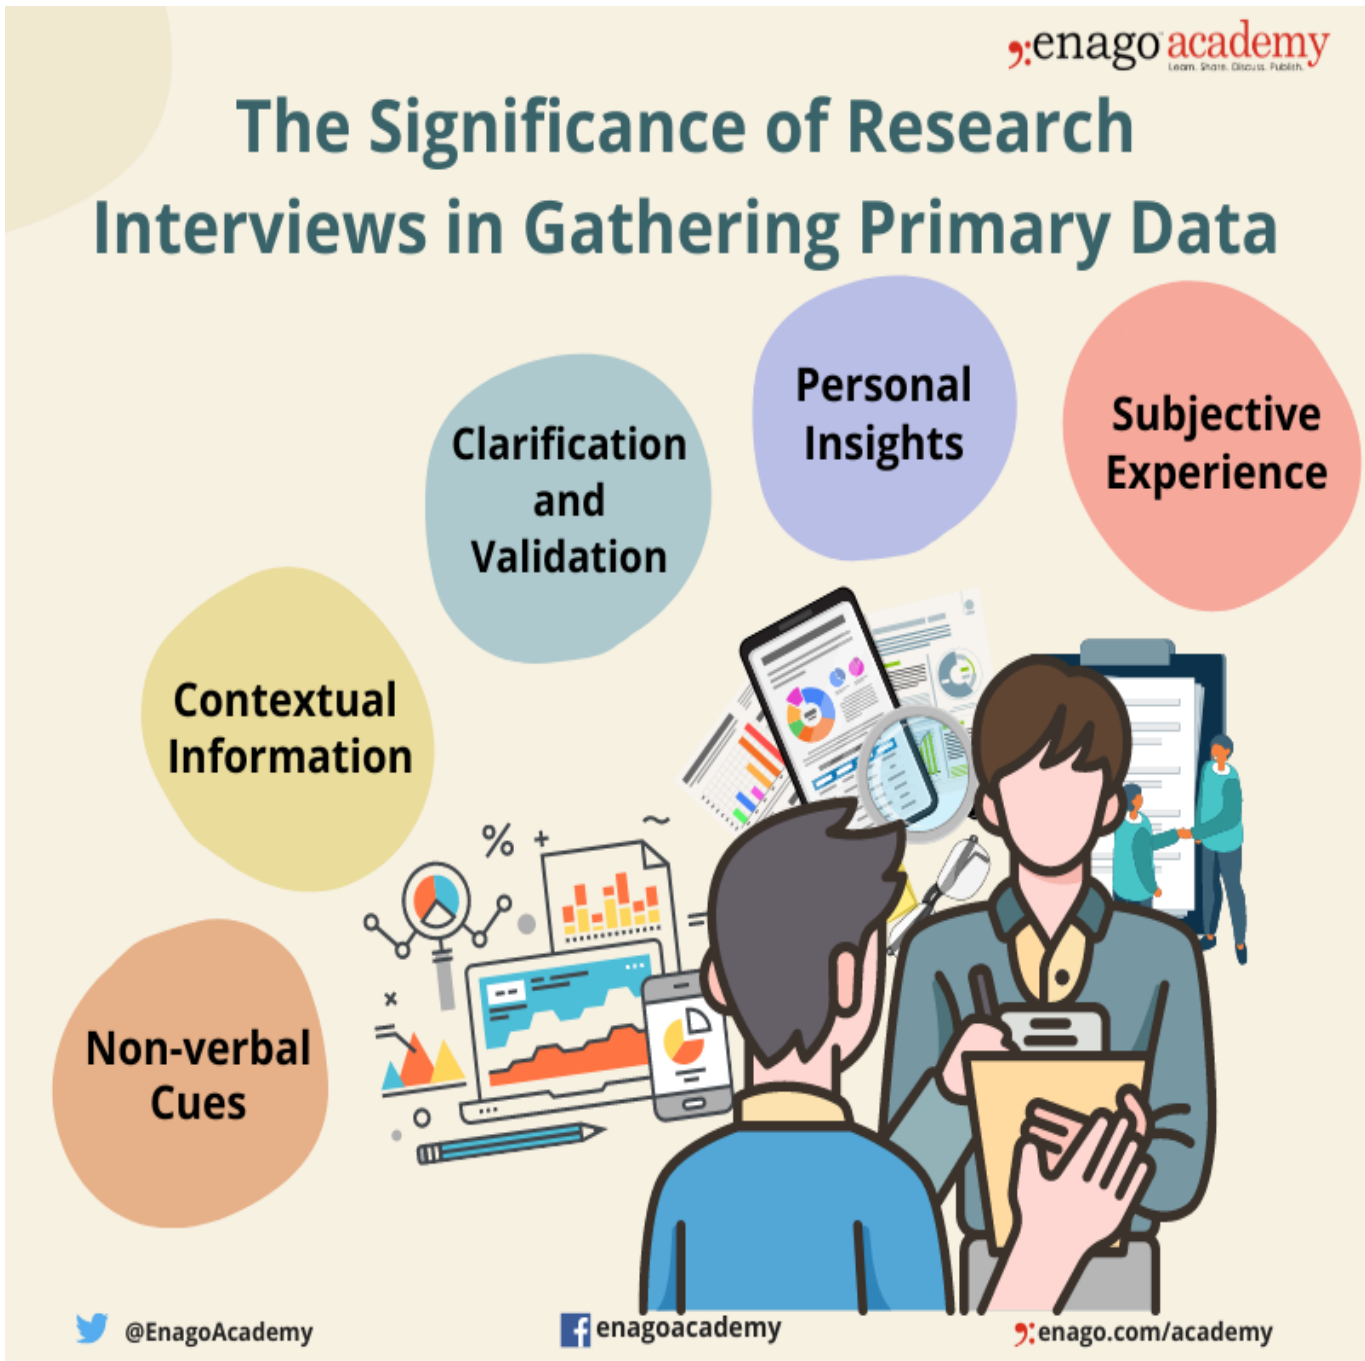 enago academy
Learn. Share. Discuss. Publish.
The Significance of Research
Interviews in Gathering Primary Data
Personal
Insights
Subjective
Experience
Clarification
and
Validation
Contextual
Information
Non-verbal
Cues
@EnagoAcademy
enagoacademy
enago.com/academy